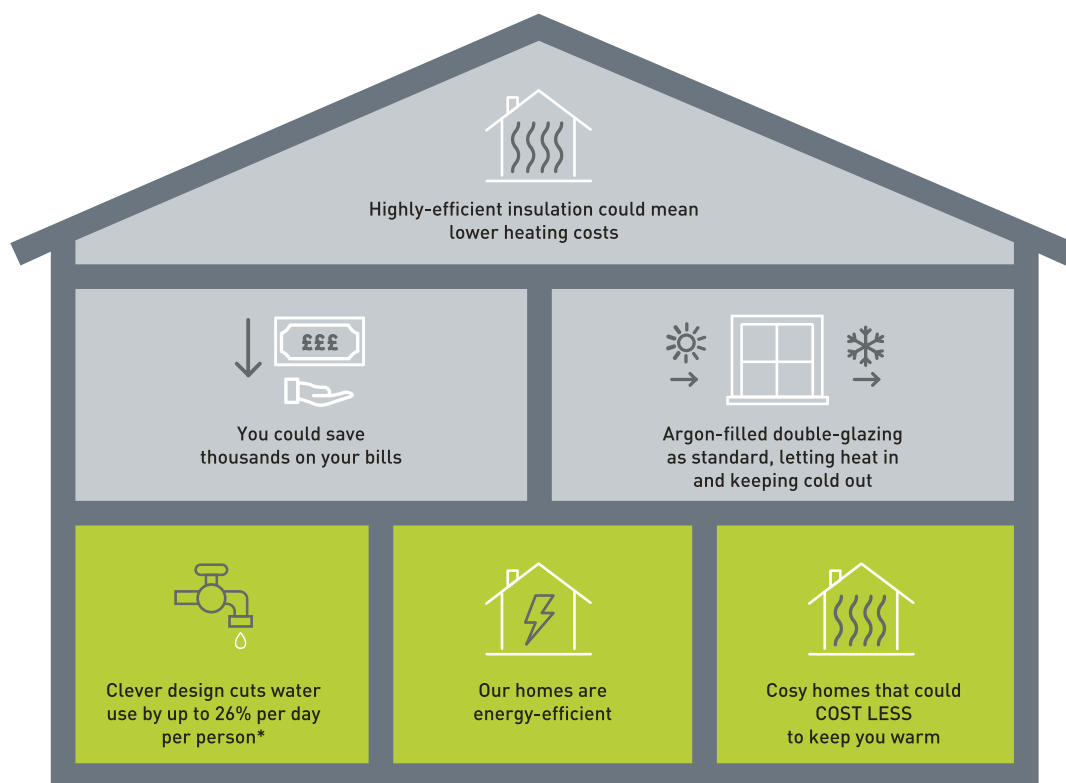 Highly-efficient insulation could mean
lower heating costs
£££
You could save
thousands on your bills
Argon-filled double-glazing
as standard, letting heat in
and keeping cold out
Clever design cuts water
use by up to 26% per day
per person*
Our homes are
energy-efficient
Cosy homes that could
COST LESS
to keep you warm